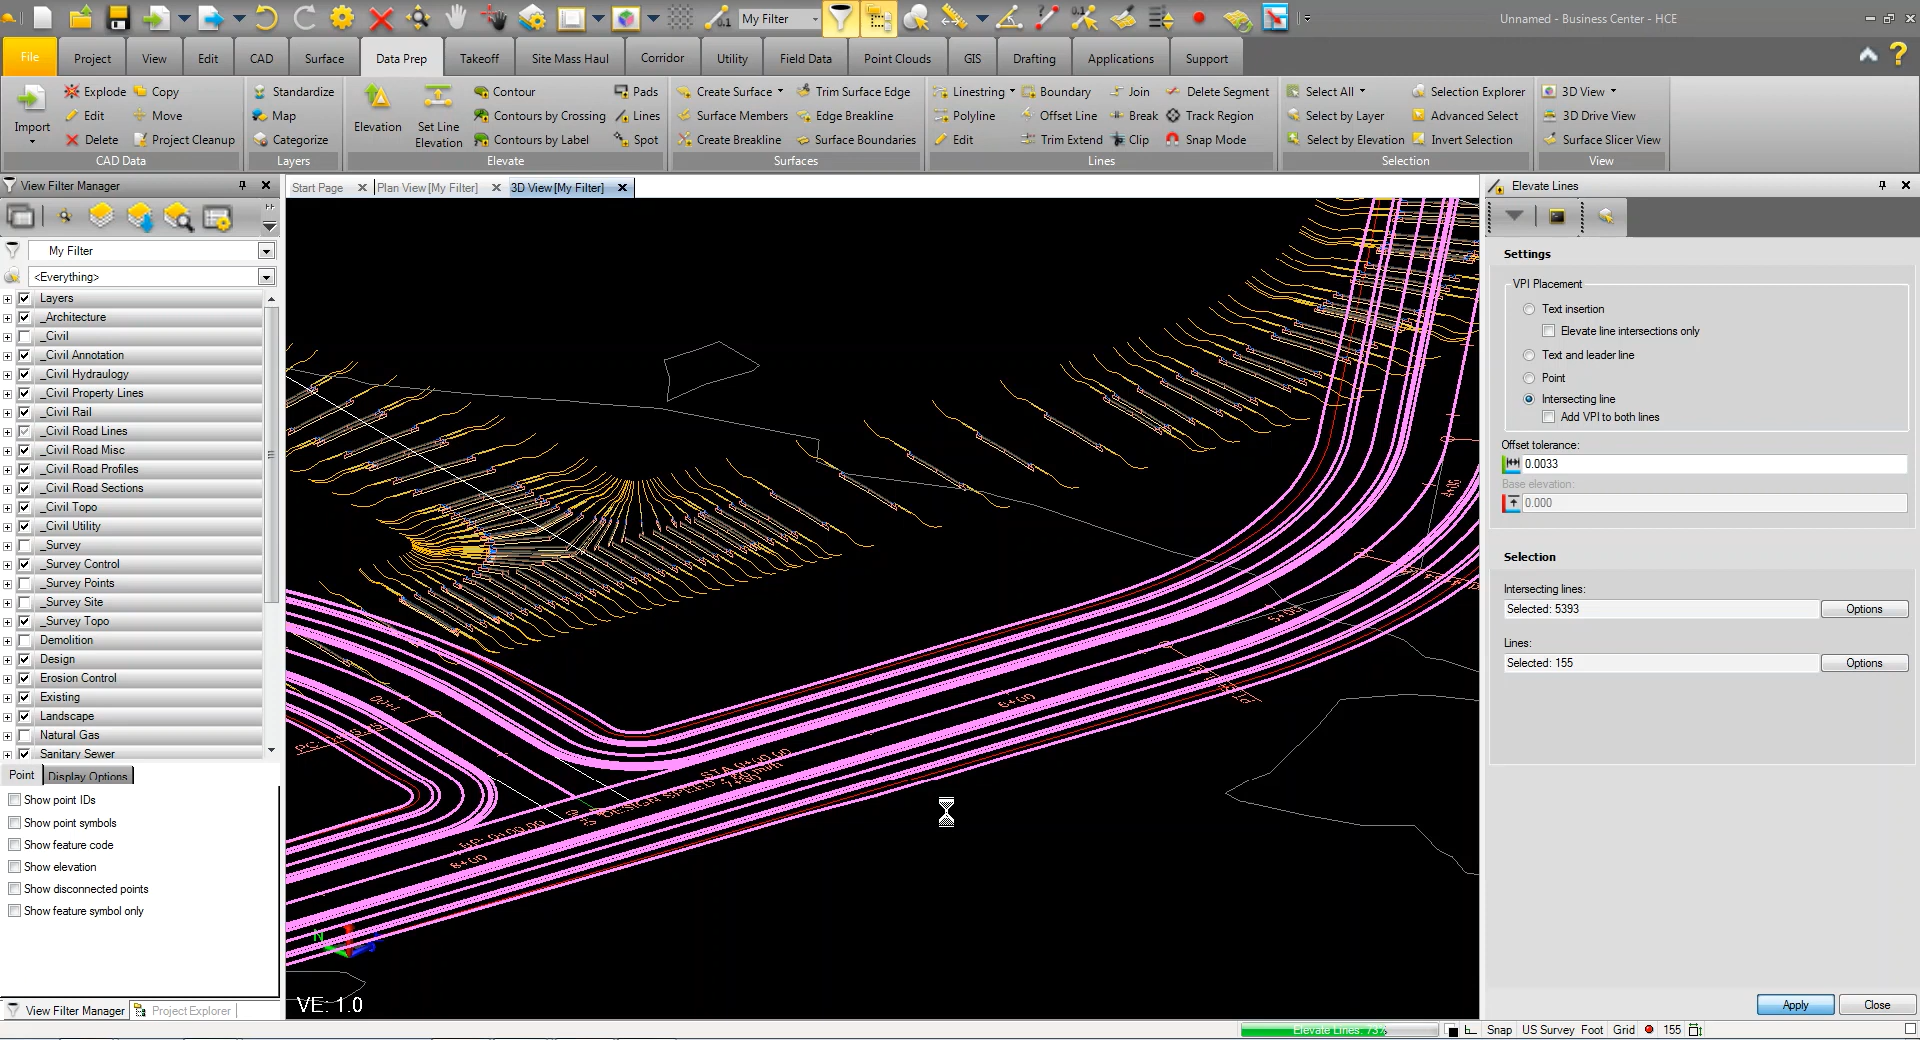 My Filter
Unnamed - Business Center - HCE
File Project View Edit CAD Surface Data Prep Takeoff Site Mass Haul Corridor Utility Field Data Point Clouds GIS Drafting Applications Support
Explode Copy Standardize Contour Pads Create Surface Trim Surface Edge Linestring Boundary Join Delete Segment Select All Selection Explorer 3D View
Edit Move Map Contours by Crossing Lines Surface Members Edge Breakline Polyline Offset Line Break Track Region Select by Layer Advanced Select 3D Drive View
Import Elevation Set Line Elevation
Delete Project Cleanup Categorize Contours by Label Spot Create Breakline Surface Boundaries Edit Trim Extend Clip Snap Mode Select by Elevation Invert Selection Surface Slicer View
CAD Data Layers Elevate Surfaces Lines Selection View
View Filter Manager
Start Page Plan View [My Filter] 3D View [My Filter]
Elevate Lines
My Filter
<Everything>
Layers
_Architecture
_Civil
_Civil Annotation
_Civil Hydraulogy
_Civil Property Lines
_Civil Rail
_Civil Road Lines
_Civil Road Misc
_Civil Road Profiles
_Civil Road Sections
_Civil Topo
_Civil Utility
_Survey
_Survey Control
_Survey Points
_Survey Site
_Survey Topo
Demolition
Design
Erosion Control
Existing
Landscape
Natural Gas
Sanitary Sewer
Point Display Options
Show point IDs
Show point symbols
Show feature code
Show elevation
Show disconnected points
Show feature symbol only
View Filter Manager Project Explorer
5+00
6+00
8+00
N
VE: 1.0
Settings
VPI Placement
Text insertion
Elevate line intersections only
Text and leader line
Point
Intersecting line
Add VPI to both lines
Offset tolerance:
0.0033
Base elevation:
0.000
Selection
Intersecting lines:
Selected: 5393 Options
Lines:
Selected: 155 Options
Apply Close
Elevate Lines: 73% Snap US Survey Foot Grid 155